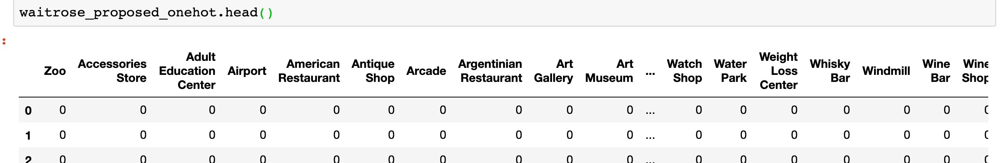 waitrose_proposed_onehot.head()
:
Zoo Accessories Store Adult Education Center Airport American Restaurant Antique Shop Arcade Argentinian Restaurant Art Gallery Art Museum ... Watch Shop Water Park Weight Loss Center Whisky Bar Windmill Wine Bar Wine Shop
0 0 0 0 0 0 0 0 0 0 0 ... 0 0 0 0 0 0 0
1 0 0 0 0 0 0 0 0 0 0 ... 0 0 0 0 0 0 0
2 0 0 0 0 0 0 0 0 0 0 ... 0 0 0 0 0 0 0